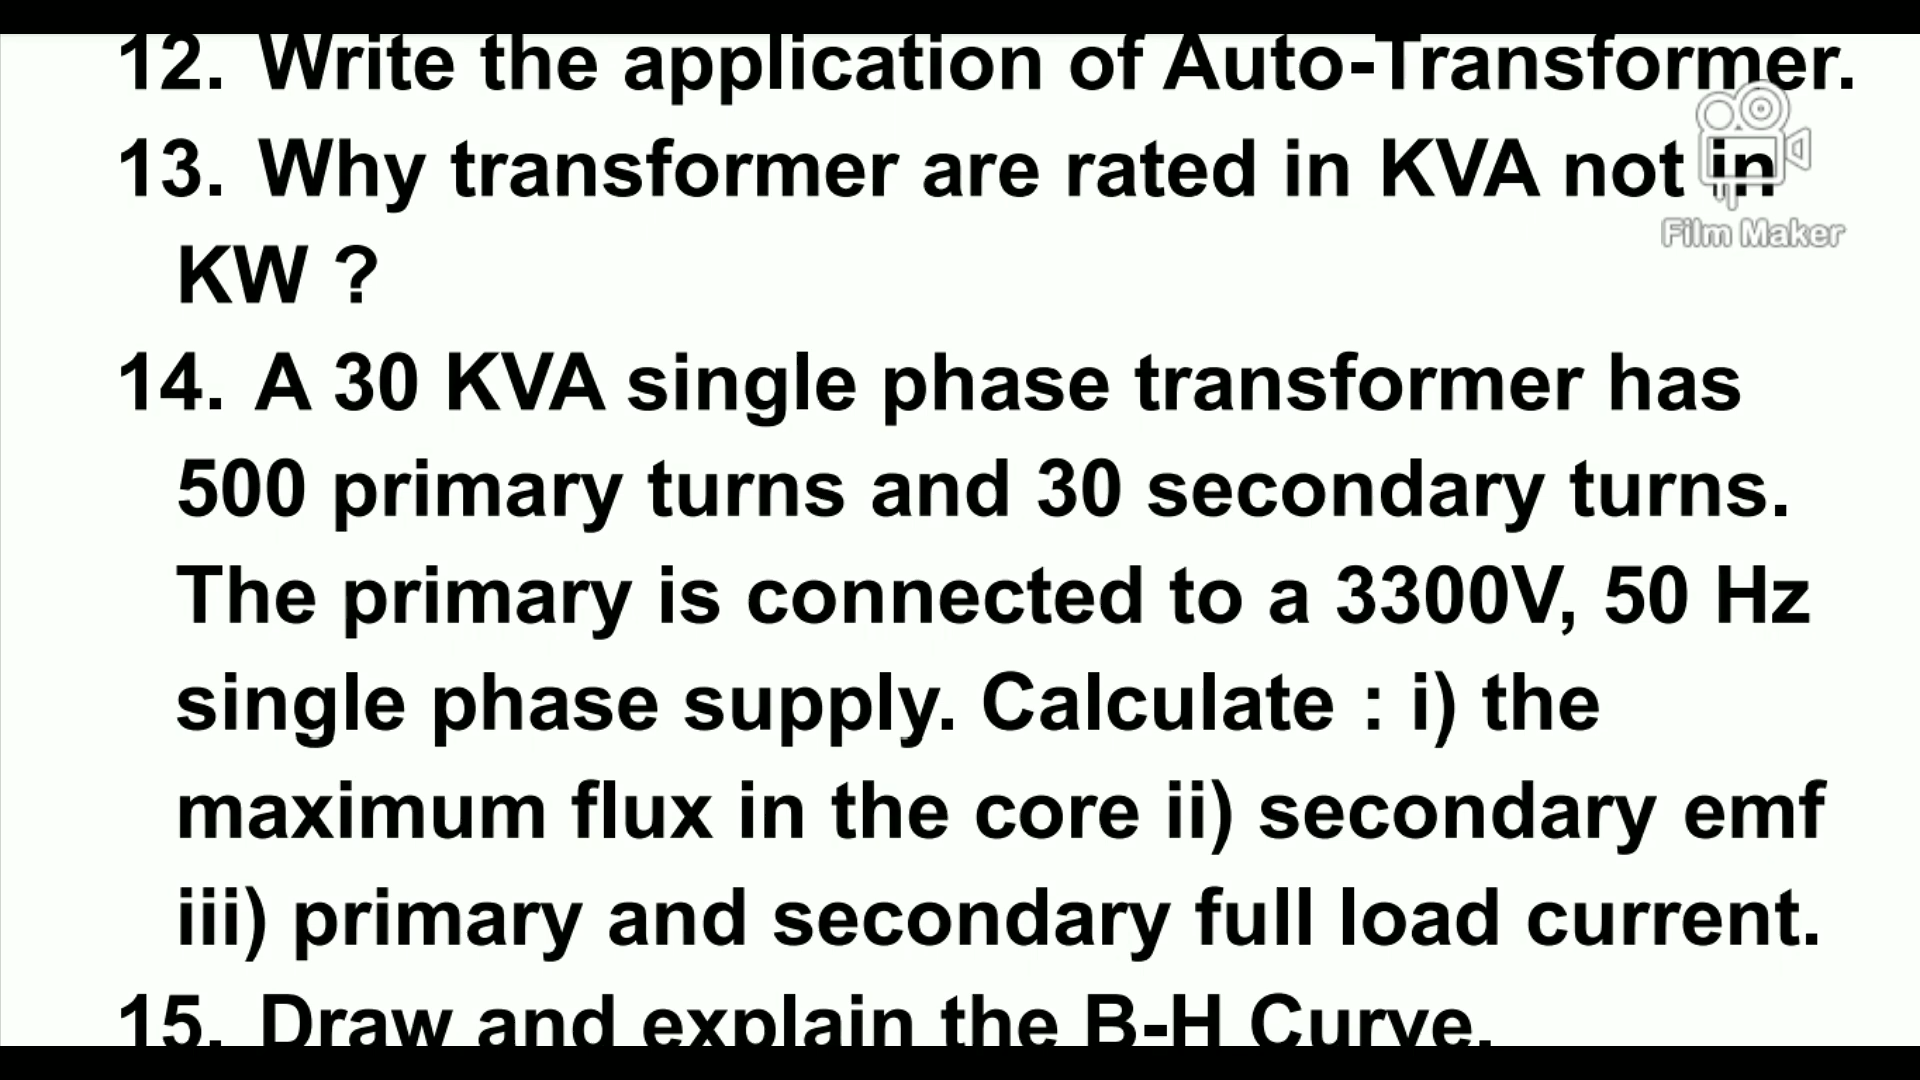 12. Write the application of Auto-Transformer.
13. Why transformer are rated in KVA not in
KW ?
14. A 30 KVA single phase transformer has
500 primary turns and 30 secondary turns.
The primary is connected to a 3300V, 50 Hz
single phase supply. Calculate : i) the
maximum flux in the core ii) secondary emf
iii) primary and secondary full load current.
15. Draw and explain the B-H Curve.
Film Maker